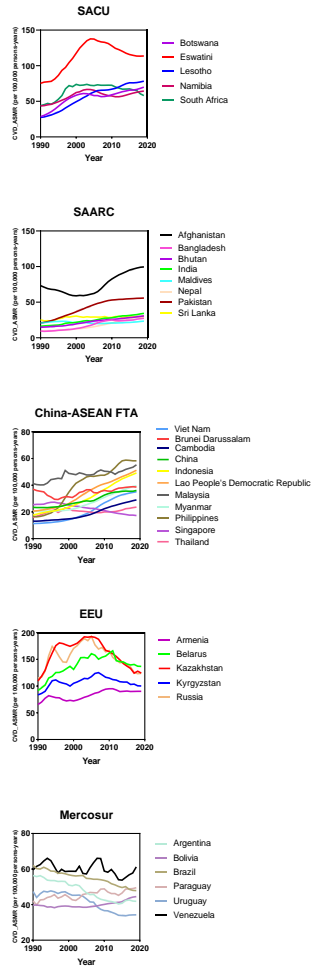 SACU
CVD_ASMR (per 100,000 persons-years)
150
100
50
0
1990 2000 2010 2020
Year
Botswana
Eswatini
Lesotho
Namibia
South Africa
SAARC
CVD_ASMR (per 100,000 persons-years)
150
100
50
0
1990 2000 2010 2020
Year
Afghanistan
Bangladesh
Bhutan
India
Maldives
Nepal
Pakistan
Sri Lanka
China-ASEAN FTA
CVD_ASMR (per 100,000 persons-years)
80
60
40
20
0
1990 2000 2010 2020
Year
Viet Nam
Brunei Darussalam
Cambodia
China
Indonesia
Lao People's Democratic Republic
Malaysia
Myanmar
Philippines
Singapore
Thailand
EEU
CVD_ASMR (per 100,000 persons-years)
200
150
100
50
0
1990 2000 2010 2020
Year
Armenia
Belarus
Kazakhstan
Kyrgyzstan
Russia
Mercosur
CVD_ASMR (per 100,000 persons-years)
80
60
40
20
1990 2000 2010 2020
Year
Argentina
Bolivia
Brazil
Paraguay
Uruguay
Venezuela